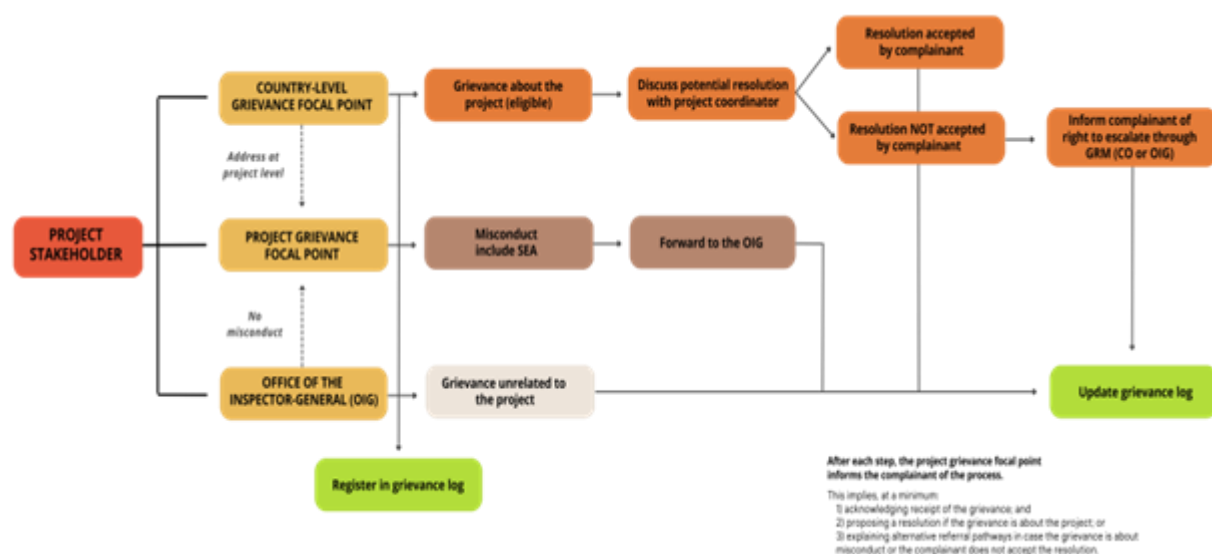 COUNTRY-LEVEL
GRIEVANCE FOCAL POINT
Grievance about the
project (eligible)
Discuss potential resolution
with project coordinator
Resolution accepted
by complainant
Resolution NOT accepted
by complainant
Inform complainant of
right to escalate through
GRM (CO or OIG)
Address at
project level
PROJECT
STAKEHOLDER
PROJECT GRIEVANCE
FOCAL POINT
Misconduct
include SEA
Forward to the OIG
No
misconduct
OFFICE OF THE
INSPECTOR-GENERAL (OIG)
Grievance unrelated to
the project
Update grievance log
Register in grievance log
After each step, the project grievance focal point
informs the complainant of the process.
This implies, at a minimum:
1) acknowledging receipt of the grievance; and
2) proposing a resolution if the grievance is about the project; or
3) explaining alternative referral pathways in case the grievance is about
misconduct or the complainant does not accept the resolution.